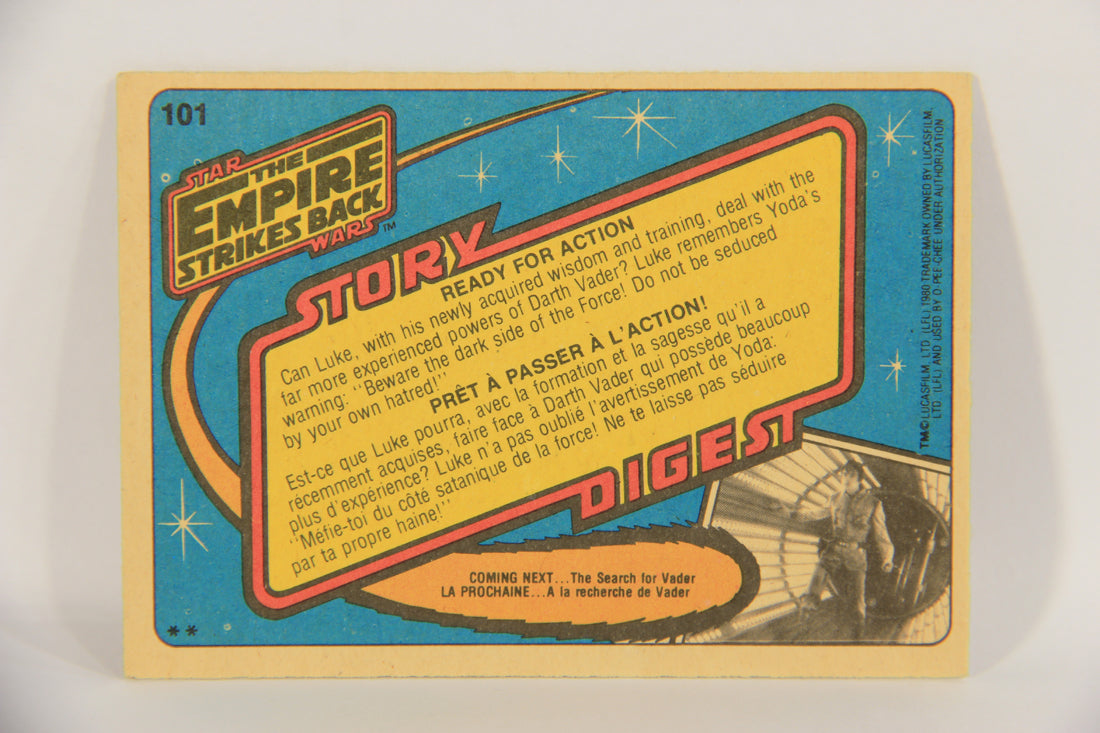 101
STAR
THE
EMPIRE
STRIKES BACK
WARS™
STORY
READY FOR ACTION
Can Luke, with his newly acquired wisdom and training, deal with the
far more experienced powers of Darth Vader? Luke remembers Yoda's
warning: "Beware the dark side of the Force! Do not be seduced
by your own hatred!"
PRÊT À PASSER À L'ACTION!
Est-ce que Luke pourra, avec la formation et la sagesse qu'il a
récemment acquises, faire face à Darth Vader qui possède beaucoup
plus d'expérience? Luke n'a pas oublié l'avertissement de Yoda:
"Méfie-toi du côté satanique de la force! Ne te laisse pas séduire
par ta propre haine!"
DIGEST
COMING NEXT...The Search for Vader
LA PROCHAINE...A la recherche de Vader
**
TM© LUCASFILM, LTD. (LFL) 1980 TRADEMARK OWNED BY LUCASFILM,
LTD. (LFL) AND USED BY O-PEE-CHEE UNDER AUTHORIZATION